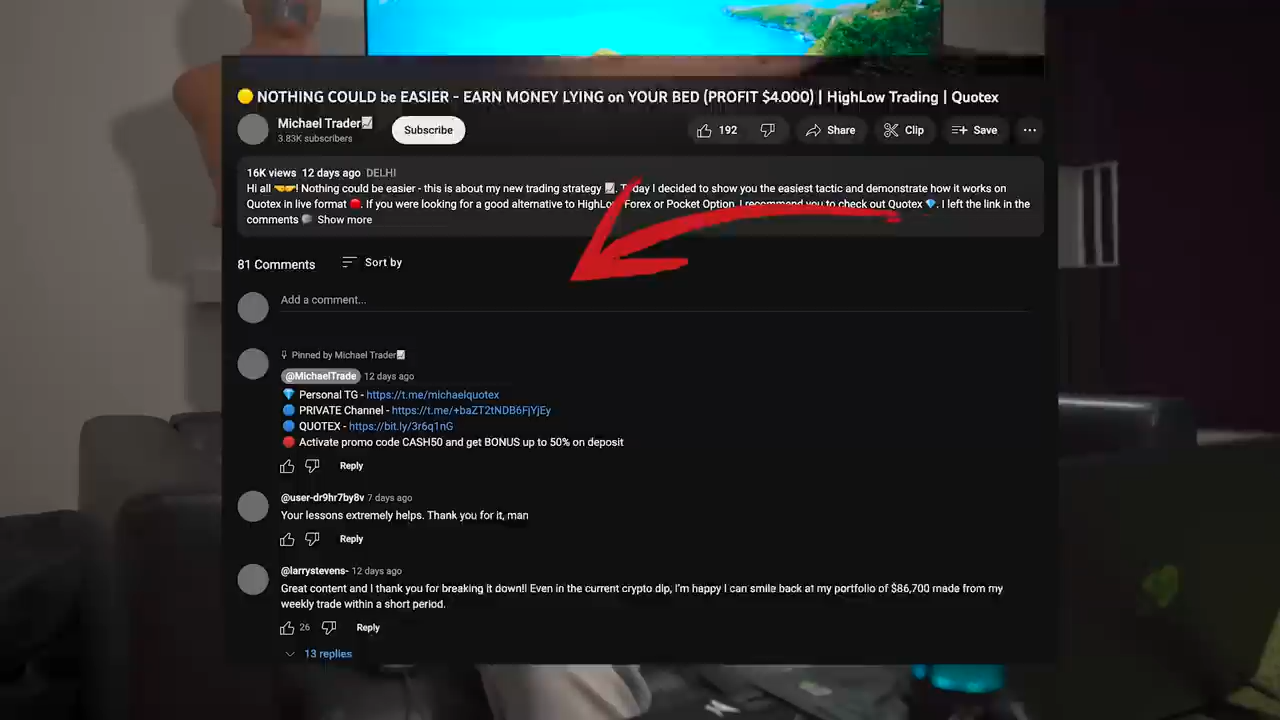 NOTHING COULD be EASIER - EARN MONEY LYING on YOUR BED (PROFIT $4.000) | HighLow Trading | Quotex
Michael Trader
3.83K subscribers
Subscribe
192
Share
Clip
Save
16K views 12 days ago DELHI
Hi all 🤝! Nothing could be easier - this is about my new trading strategy 📈. Today I decided to show you the easiest tactic and demonstrate how it works on
Quotex in live format 🔴. If you were looking for a good alternative to HighLow, Forex or Pocket Option, I recommend you to check out Quotex 💎. I left the link in the
comments 💬 Show more
81 Comments
Sort by
Add a comment...
Pinned by Michael Trader
@MichaelTrade 12 days ago
💎 Personal TG - https://t.me/michaelquotex
🔵 PRIVATE Channel - https://t.me/+baZT2tNDB6FjYjEy
🔵 QUOTEX - https://bit.ly/3r6q1nG
🔴 Activate promo code CASH50 and get BONUS up to 50% on deposit
Reply
@user-dr9hr7by8v 7 days ago
Your lessons extremely helps. Thank you for it, man
Reply
@larrystevens- 12 days ago
Great content and I thank you for breaking it down!! Even in the current crypto dip, I'm happy I can smile back at my portfolio of $86,700 made from my
weekly trade within a short period.
26
Reply
13 replies